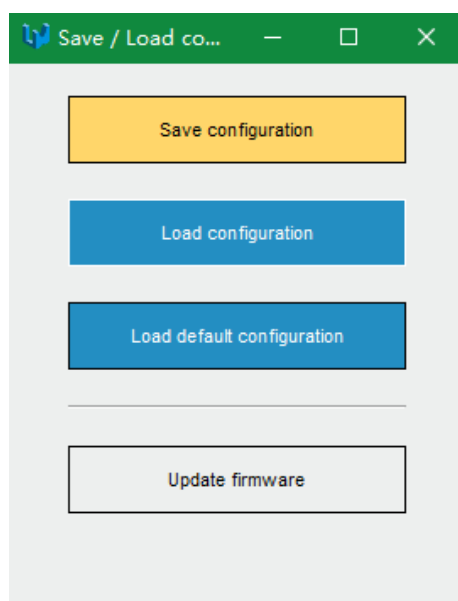 Save / Load co...
Save configuration
Load configuration
Load default configuration
Update firmware